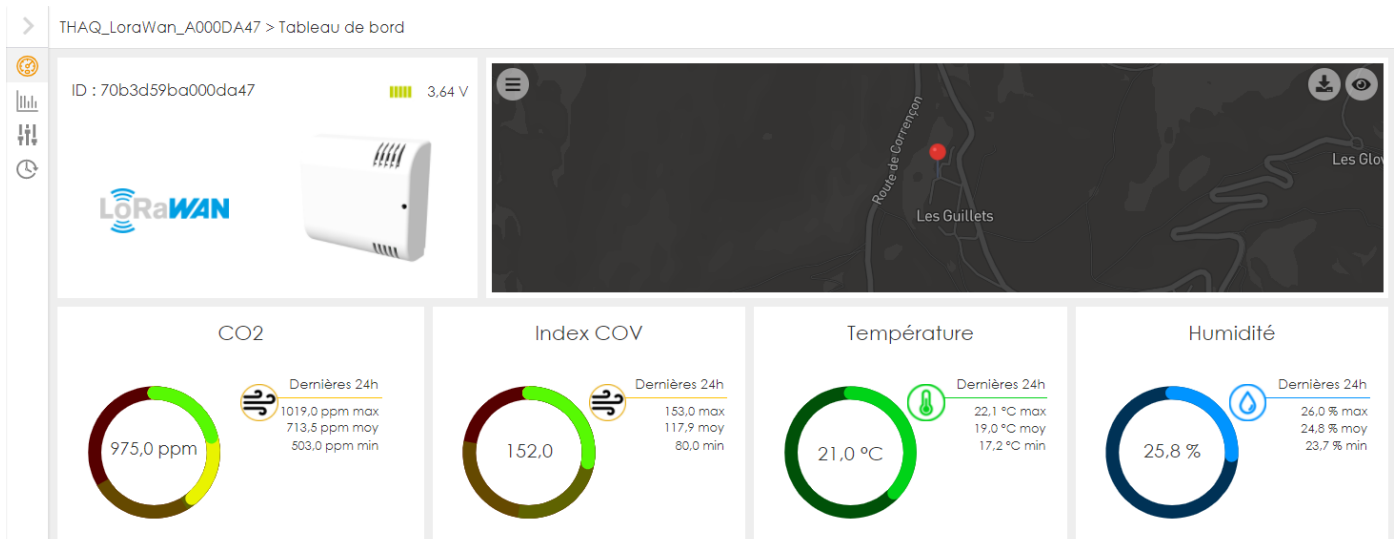 THAQ_LoraWan_A000DA47 > Tableau de bord
ID : 70b3d59ba000da47
3,64 V
LoRaWAN
Route de Corrençon
Les Guillets
CO2
975,0 ppm
Dernières 24h
1019,0 ppm max
713,5 ppm moy
503,0 ppm min
Index COV
152,0
Dernières 24h
153,0 max
117,9 moy
80,0 min
Température
21,0 °C
Dernières 24h
22,1 °C max
19,0 °C moy
17,2 °C min
Humidité
25,8 %
Dernières 24h
26,0 % max
24,8 % moy
23,7 % min